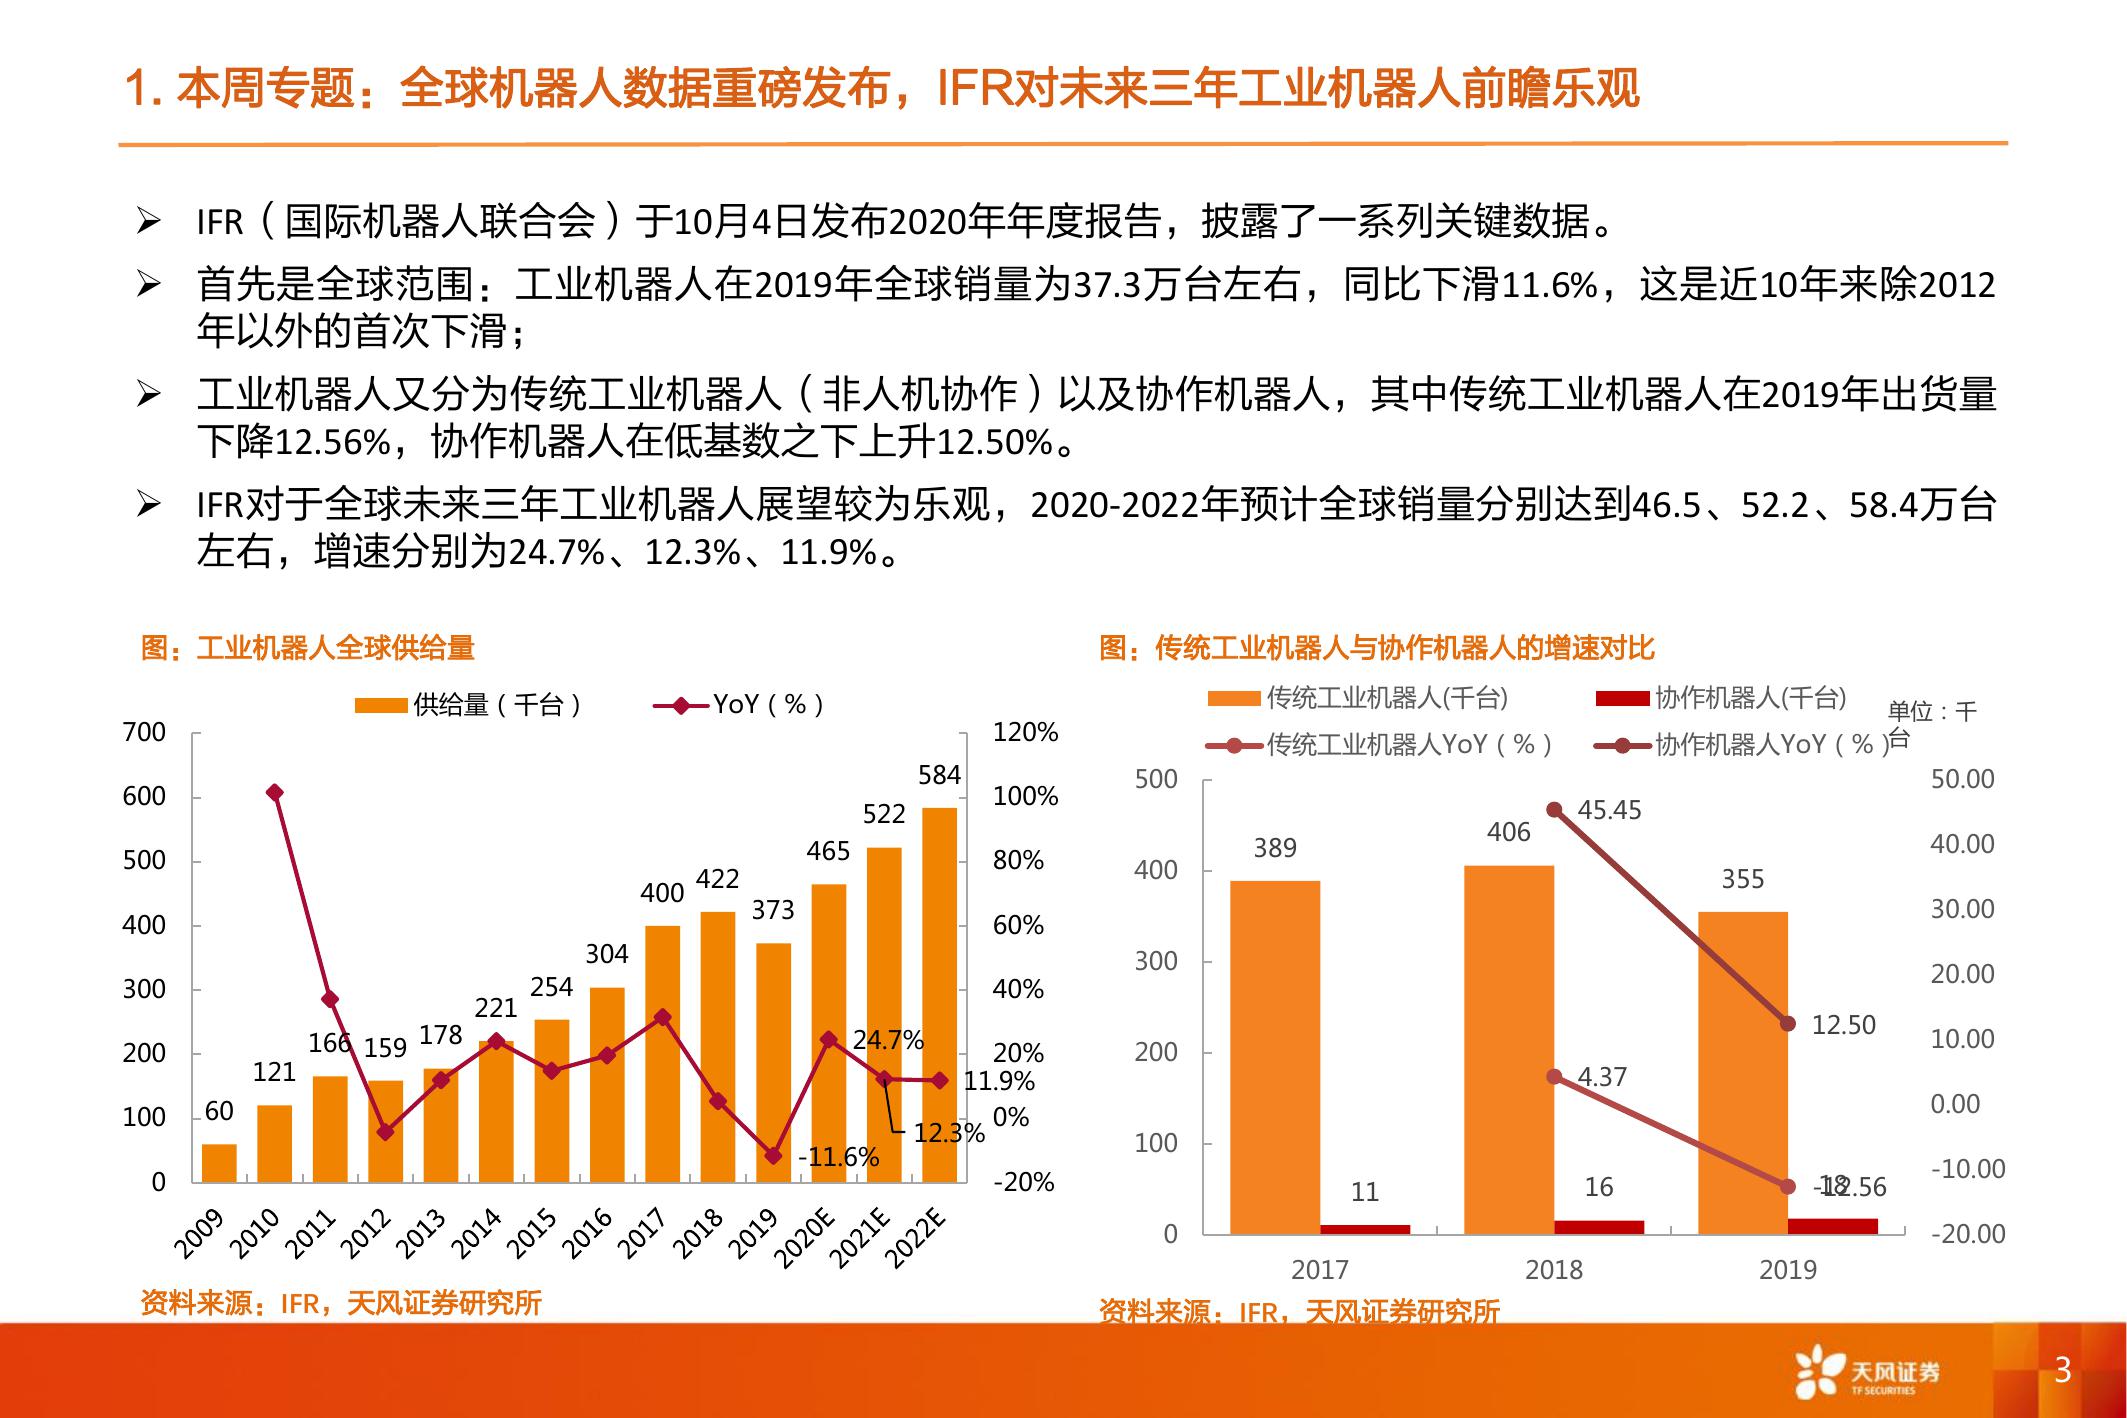 1. 本周专题：全球机器人数据重磅发布，IFR对未来三年工业机器人前瞻乐观
➢ IFR（国际机器人联合会）于10月4日发布2020年年度报告，披露了一系列关键数据。
➢ 首先是全球范围：工业机器人在2019年全球销量为37.3万台左右，同比下滑11.6%，这是近10年来除2012
年以外的首次下滑；
➢ 工业机器人又分为传统工业机器人（非人机协作）以及协作机器人，其中传统工业机器人在2019年出货量
下降12.56%，协作机器人在低基数之下上升12.50%。
➢ IFR对于全球未来三年工业机器人展望较为乐观，2020-2022年预计全球销量分别达到46.5、52.2、58.4万台
左右，增速分别为24.7%、12.3%、11.9%。
图：工业机器人全球供给量
供给量（千台） YoY（%）
700
600
500
400
300
200
100
0
120%
100%
80%
60%
40%
20%
0%
-20%
60
121
166
159
178
221
254
304
400
422
373
465
522
584
-11.6%
24.7%
12.3%
11.9%
2009 2010 2011 2012 2013 2014 2015 2016 2017 2018 2019 2020E 2021E 2022E
资料来源：IFR，天风证券研究所
图：传统工业机器人与协作机器人的增速对比
传统工业机器人(千台) 协作机器人(千台)
传统工业机器人YoY（%） 协作机器人YoY（%）
单位：千
台
500
400
300
200
100
0
50.00
40.00
30.00
20.00
10.00
0.00
-10.00
-20.00
389
406
355
11
16
18
45.45
12.50
4.37
-12.56
2017 2018 2019
资料来源：IFR，天风证券研究所
天风证券
TF SECURITIES
3